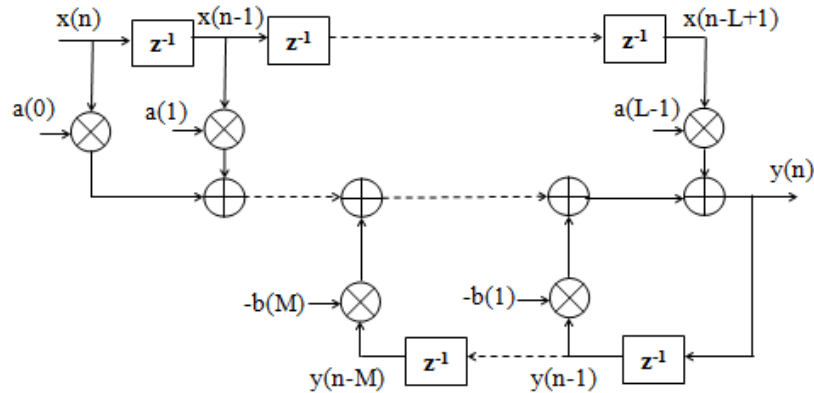 x(n) x(n-1) x(n-L+1)
z⁻¹ z⁻¹ z⁻¹
a(0) a(1) a(L-1)
y(n)
-b(M) -b(1)
z⁻¹ z⁻¹
y(n-M) y(n-1)